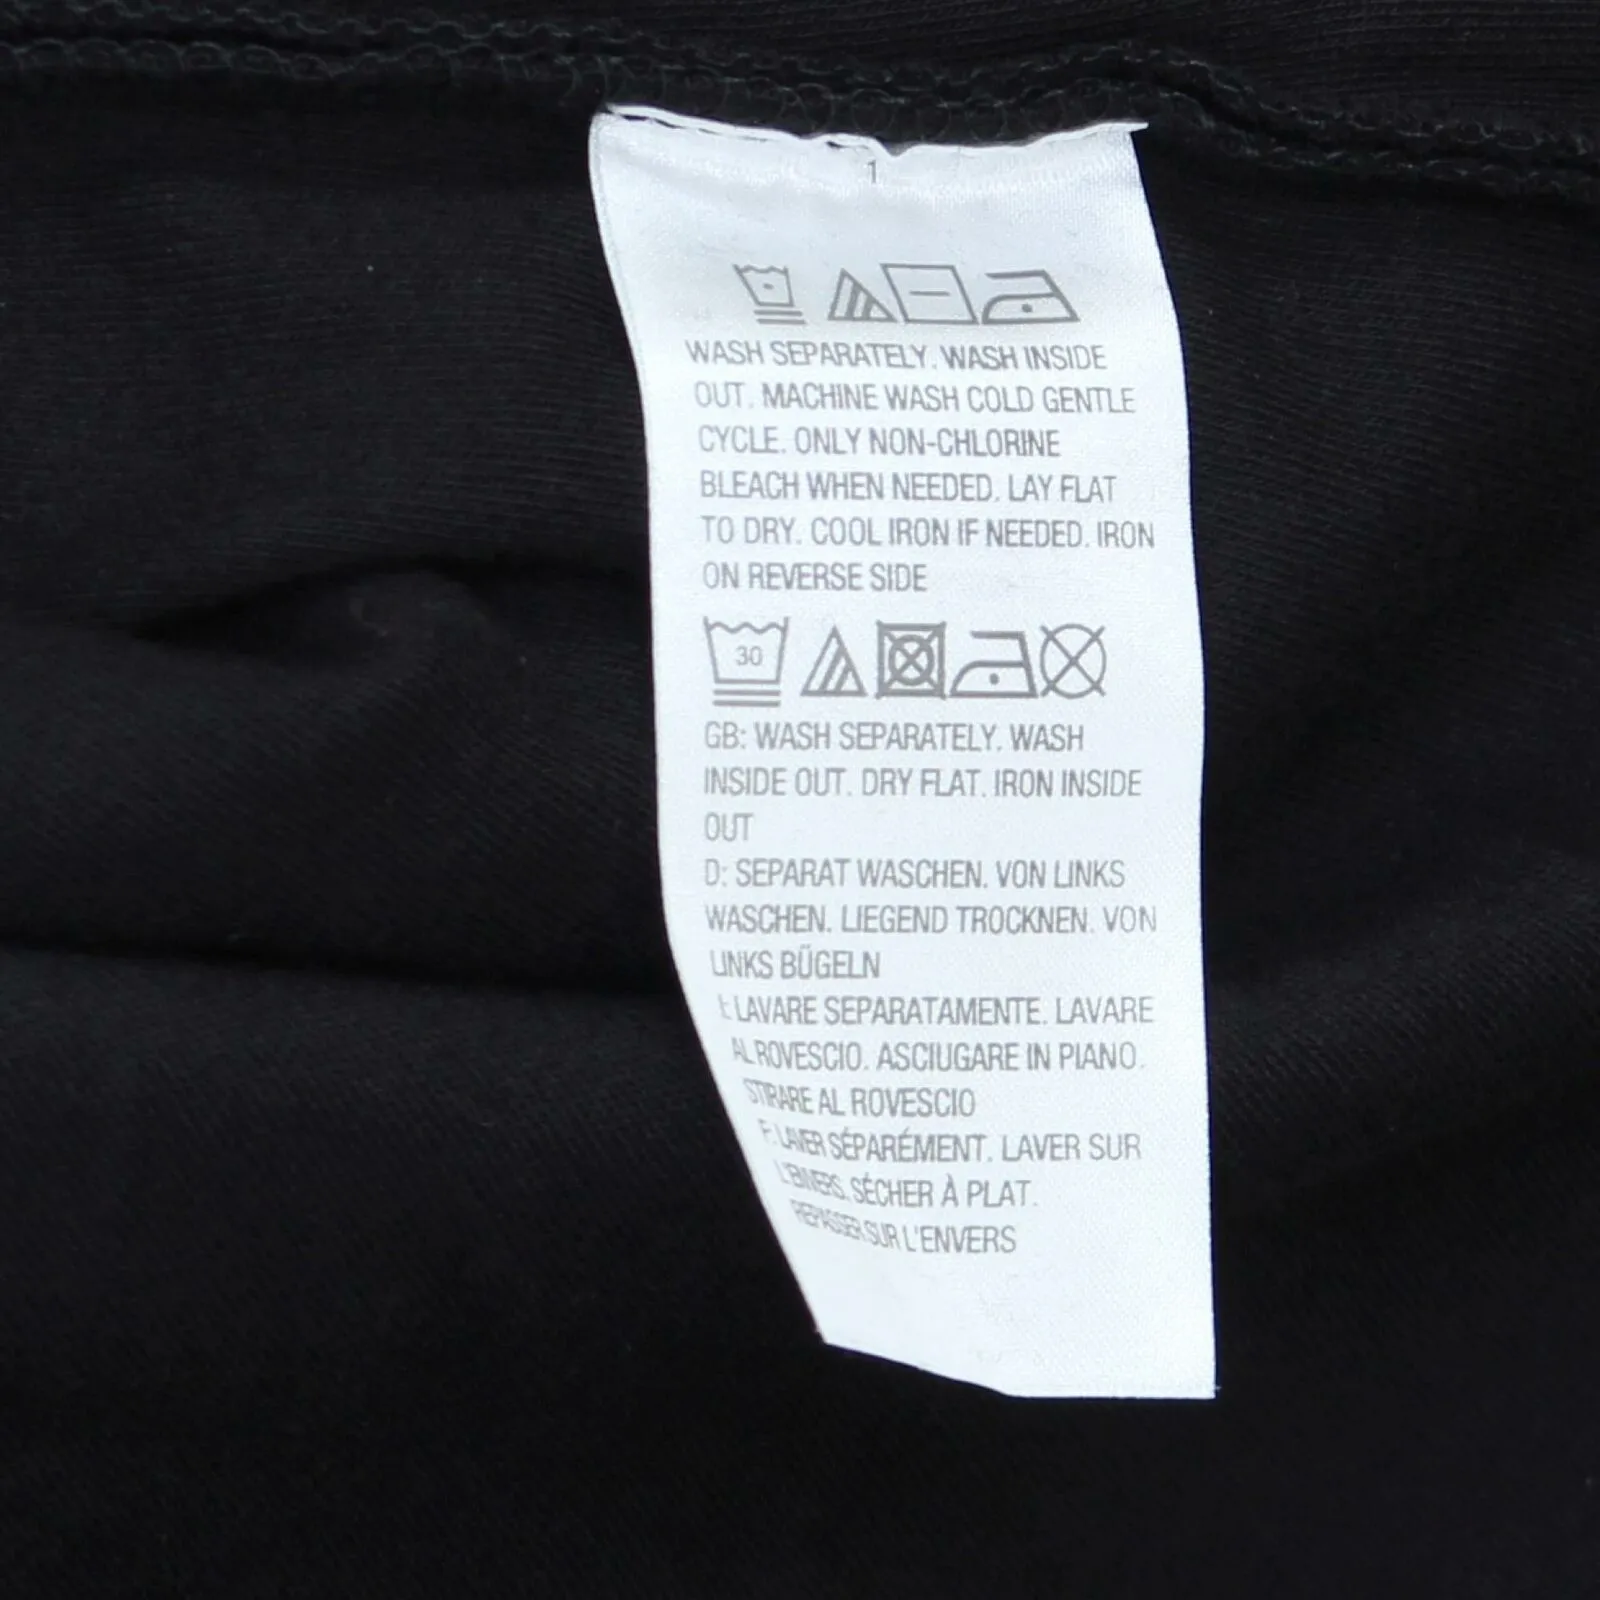 1
WASH SEPARATELY. WASH INSIDE
OUT. MACHINE WASH COLD GENTLE
CYCLE. ONLY NON-CHLORINE
BLEACH WHEN NEEDED. LAY FLAT
TO DRY. COOL IRON IF NEEDED. IRON
ON REVERSE SIDE
30
GB: WASH SEPARATELY. WASH
INSIDE OUT. DRY FLAT. IRON INSIDE
OUT
D: SEPARAT WASCHEN. VON LINKS
WASCHEN. LIEGEND TROCKNEN. VON
LINKS BÜGELN
I: LAVARE SEPARATAMENTE. LAVARE
AL ROVESCIO. ASCIUGARE IN PIANO.
STIRARE AL ROVESCIO
F: LAVER SÉPARÉMENT. LAVER SUR
L'ENVERS. SÉCHER À PLAT.
REPASSER SUR L'ENVERS